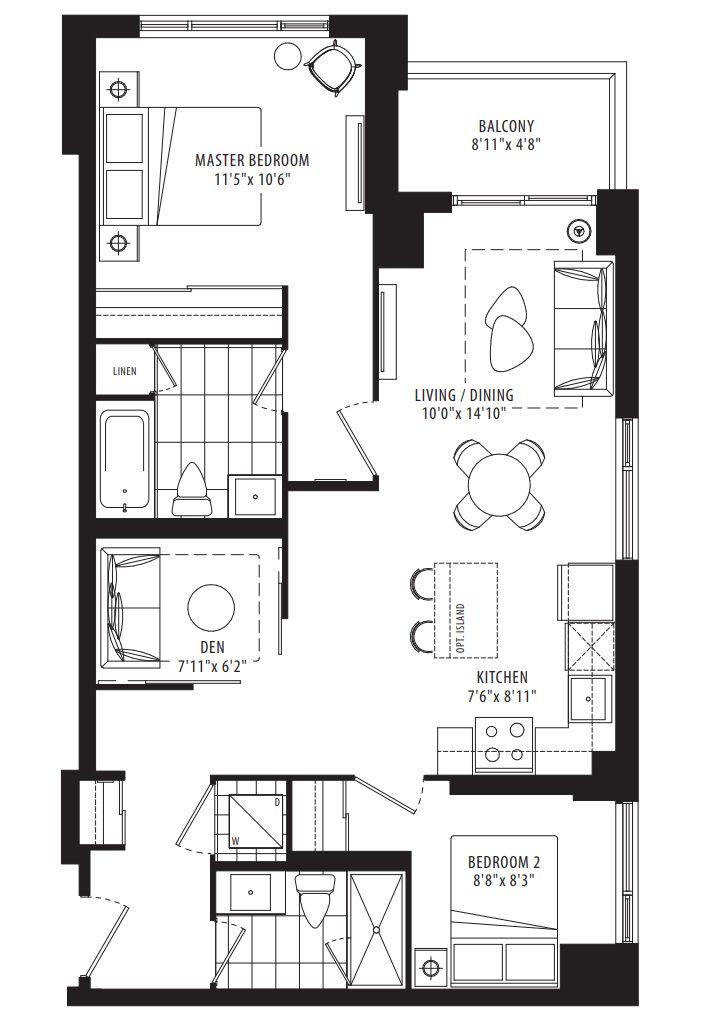 BALCONY
8'11"x 4'8"
MASTER BEDROOM
11'5"x 10'6"
LINEN
LIVING / DINING
10'0"x 14'10"
OPT. ISLAND
DEN
7'11"x 6'2"
KITCHEN
7'6"x 8'11"
D
W
BEDROOM 2
8'8"x 8'3"